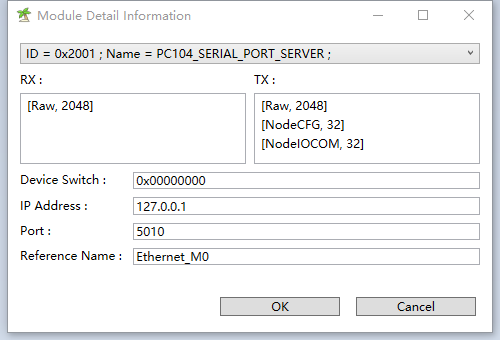 Module Detail Information
ID = 0x2001 ; Name = PC104_SERIAL_PORT_SERVER ;
RX :
TX :
[Raw, 2048]
[Raw, 2048]
[NodeCFG, 32]
[NodeIOCOM, 32]
Device Switch :
0x00000000
IP Address :
127.0.0.1
Port :
5010
Reference Name :
Ethernet_M0
OK
Cancel